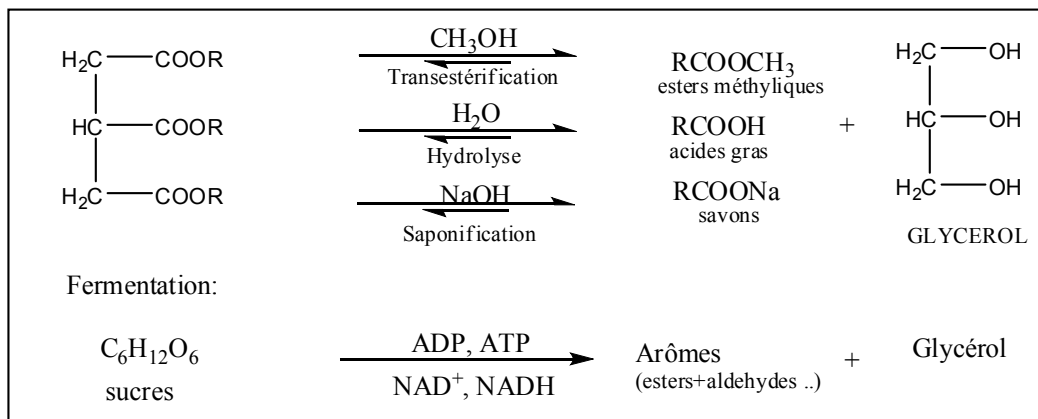 H₂C COOR
HC COOR
H₂C COOR
CH₃OH
Transestérification
H₂O
Hydrolyse
NaOH
Saponification
RCOOCH₃
esters méthyliques
RCOOH
acides gras
RCOONa
savons
+
H₂C OH
HC OH
H₂C OH
GLYCEROL
Fermentation:
C₆H₁₂O₆
sucres
ADP, ATP
NAD⁺, NADH
Arômes
(esters+aldehydes ..)
+
Glycérol